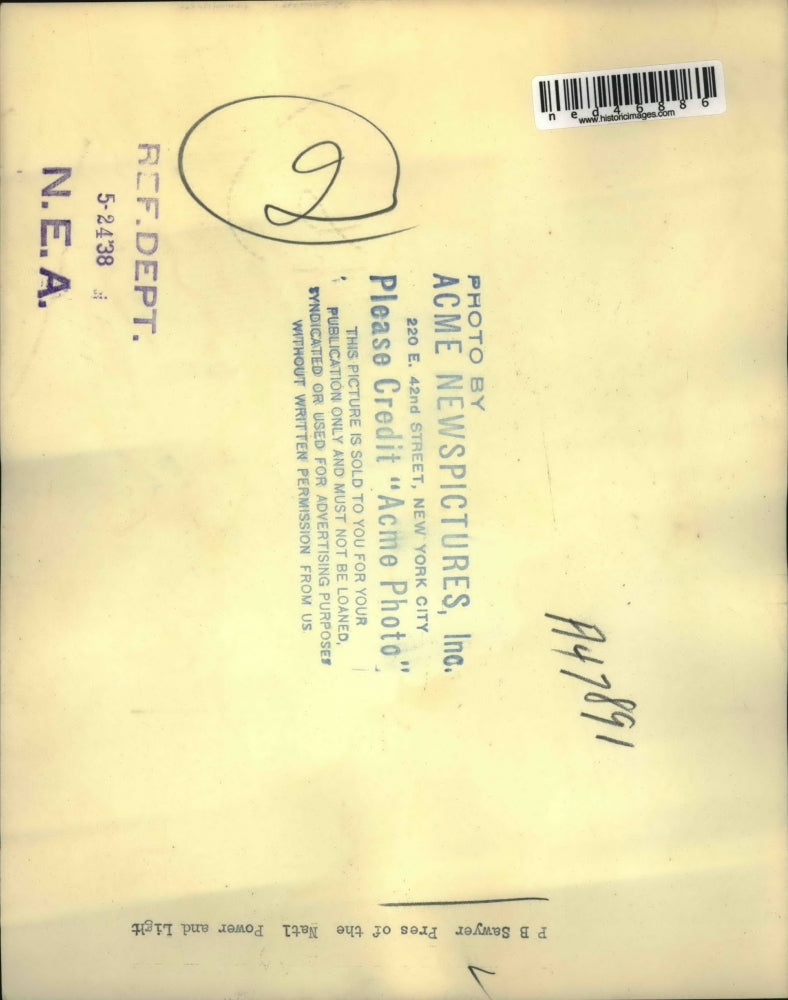 ned46886
www.historicimages.com
2
REF.DEPT.
5-24'38
N.E.A.
PHOTO BY
ACME NEWSPICTURES, Inc.
220 E. 42nd STREET, NEW YORK CITY
Please Credit "Acme Photo"
THIS PICTURE IS SOLD TO YOU FOR YOUR
PUBLICATION ONLY AND MUST NOT BE LOANED,
SYNDICATED OR USED FOR ADVERTISING PURPOSES
WITHOUT WRITTEN PERMISSION FROM US.
A47891
P B Sawyer Pres of the Natl Power and Light